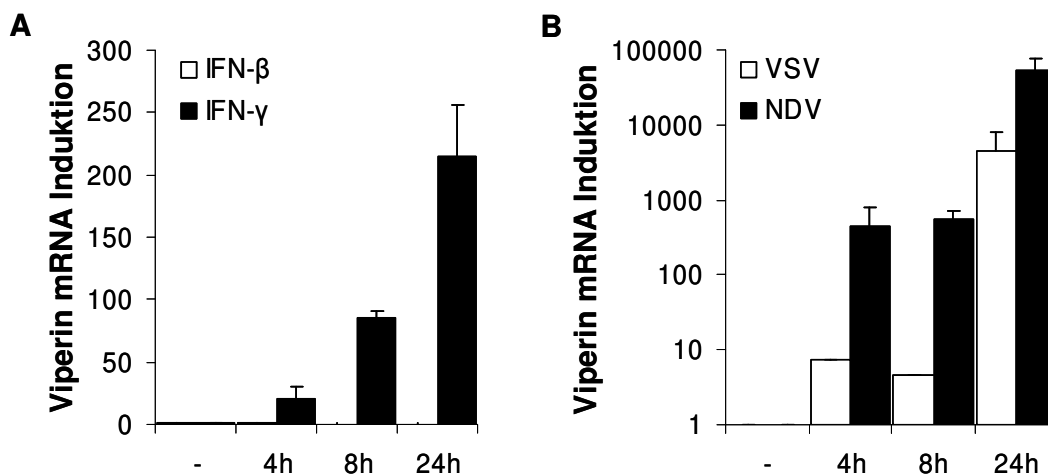 A
Viperin mRNA Induktion
300
250
200
150
100
50
0
IFN-β
IFN-γ
- 4h 8h 24h
B
Viperin mRNA Induktion
100000
10000
1000
100
10
1
VSV
NDV
- 4h 8h 24h